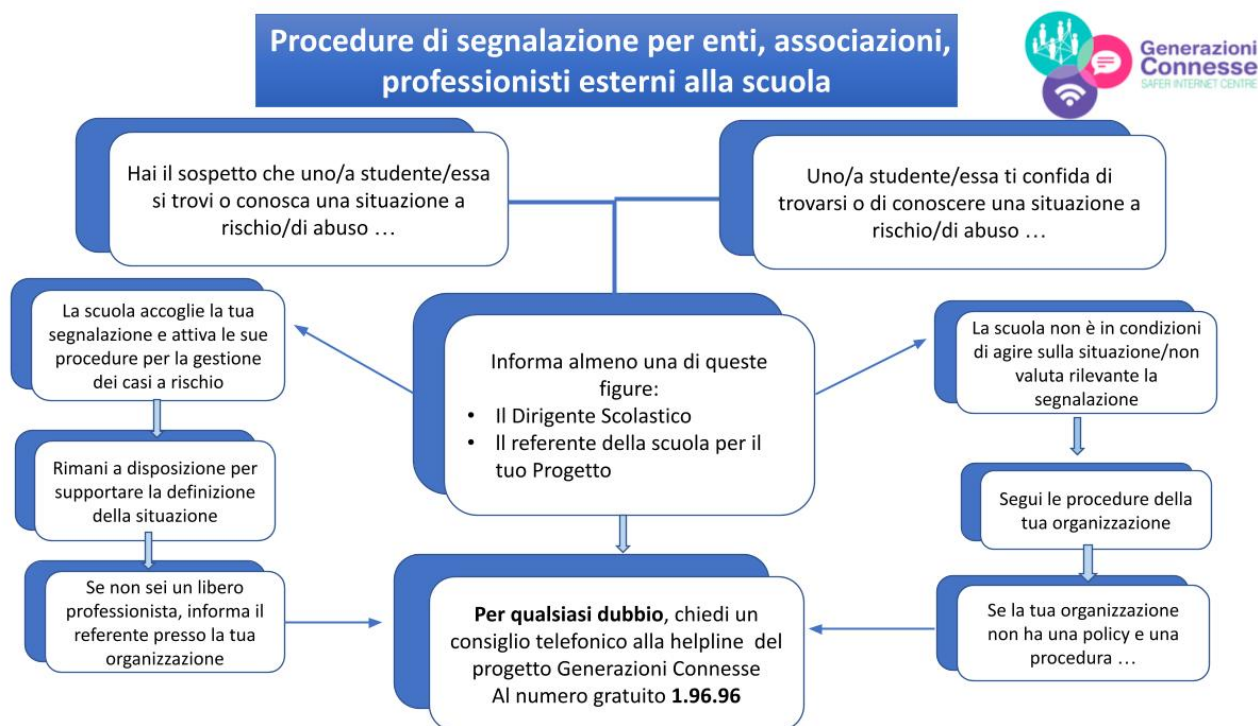 Procedure di segnalazione per enti, associazioni,
professionisti esterni alla scuola
Generazioni
Connesse
SAFER INTERNET CENTRE
Hai il sospetto che uno/a studente/essa
si trovi o conosca una situazione a
rischio/di abuso …
Uno/a studente/essa ti confida di
trovarsi o di conoscere una situazione a
rischio/di abuso …
La scuola accoglie la tua
segnalazione e attiva le sue
procedure per la gestione
dei casi a rischio
Informa almeno una di queste
figure:
• Il Dirigente Scolastico
• Il referente della scuola per il
tuo Progetto
La scuola non è in condizioni
di agire sulla situazione/non
valuta rilevante la
segnalazione
Rimani a disposizione per
supportare la definizione
della situazione
Segui le procedure della
tua organizzazione
Se non sei un libero
professionista, informa il
referente presso la tua
organizzazione
Per qualsiasi dubbio, chiedi un
consiglio telefonico alla helpline del
progetto Generazioni Connesse
Al numero gratuito 1.96.96
Se la tua organizzazione
non ha una policy e una
procedura …